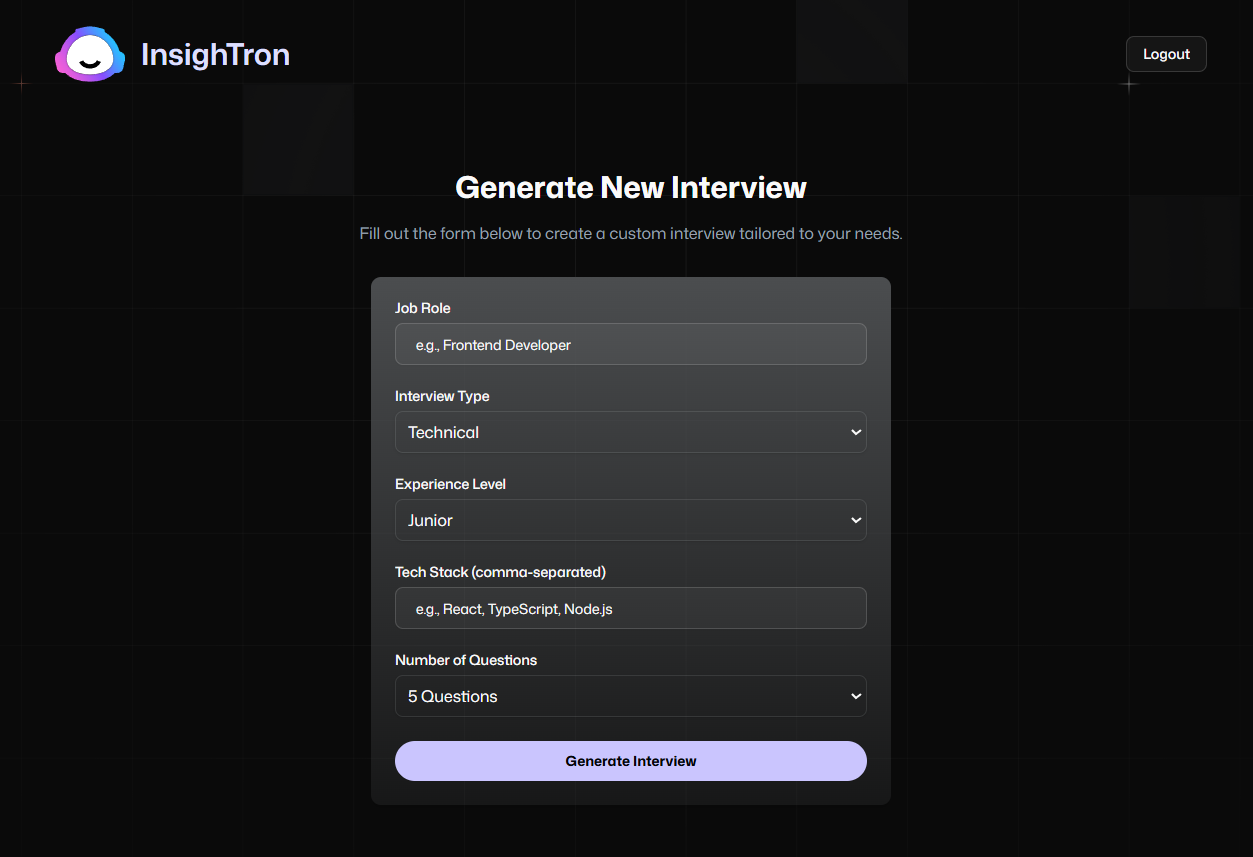 InsighTron
Logout
Generate New Interview
Fill out the form below to create a custom interview tailored to your needs.
Job Role
e.g., Frontend Developer
Interview Type
Technical
Experience Level
Junior
Tech Stack (comma-separated)
e.g., React, TypeScript, Node.js
Number of Questions
5 Questions
Generate Interview